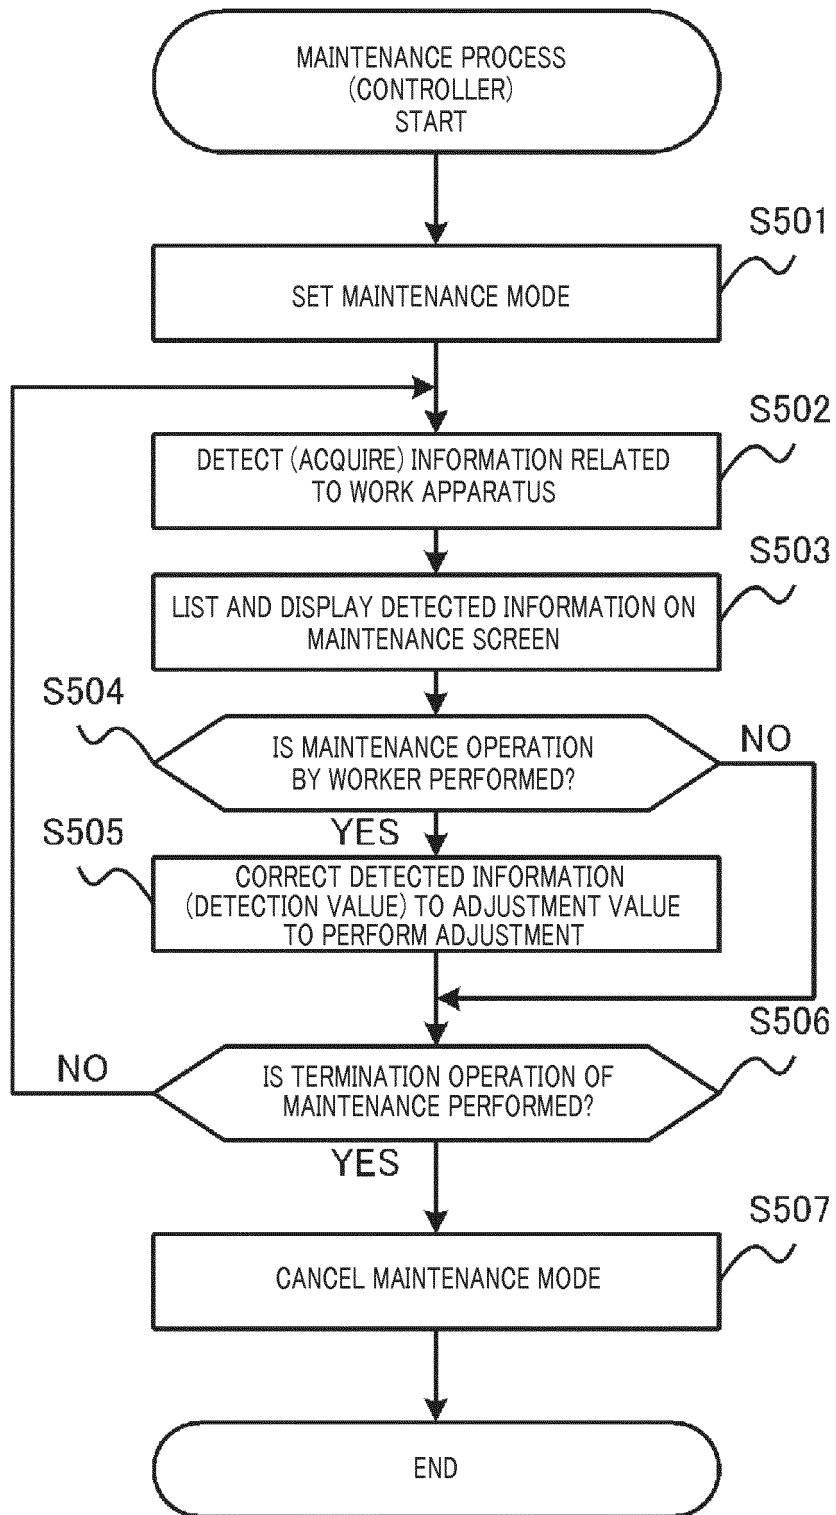 MAINTENANCE PROCESS
(CONTROLLER)
START
S501
SET MAINTENANCE MODE
S502
DETECT (ACQUIRE) INFORMATION RELATED
TO WORK APPARATUS
S503
LIST AND DISPLAY DETECTED INFORMATION ON
MAINTENANCE SCREEN
S504
IS MAINTENANCE OPERATION
BY WORKER PERFORMED?
NO
YES
S505
CORRECT DETECTED INFORMATION
(DETECTION VALUE) TO ADJUSTMENT VALUE
TO PERFORM ADJUSTMENT
S506
NO
IS TERMINATION OPERATION OF
MAINTENANCE PERFORMED?
YES
S507
CANCEL MAINTENANCE MODE
END